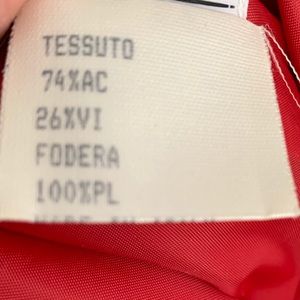 TESSUTO
74%AC
26%VI
FODERA
100%PL